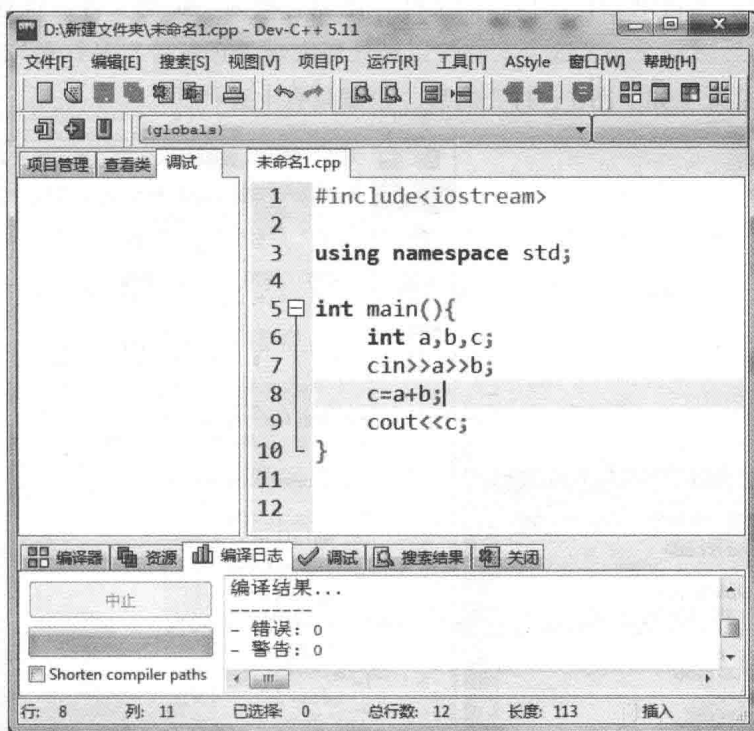 D:\新建文件夹\未命名1.cpp - Dev-C++ 5.11
文件[F] 编辑[E] 搜索[S] 视图[V] 项目[P] 运行[R] 工具[T] AStyle 窗口[W] 帮助[H]
(globals)
项目管理 查看类 调试 未命名1.cpp
1 #include<iostream>
2
3 using namespace std;
4
5 int main(){
6 int a,b,c;
7 cin>>a>>b;
8 c=a+b;
9 cout<<c;
10 }
11
12
编译器 资源 编译日志 调试 搜索结果 关闭
中止
编译结果...
--------
- 错误: 0
- 警告: 0
Shorten compiler paths
行: 8 列: 11 已选择: 0 总行数: 12 长度: 113 插入